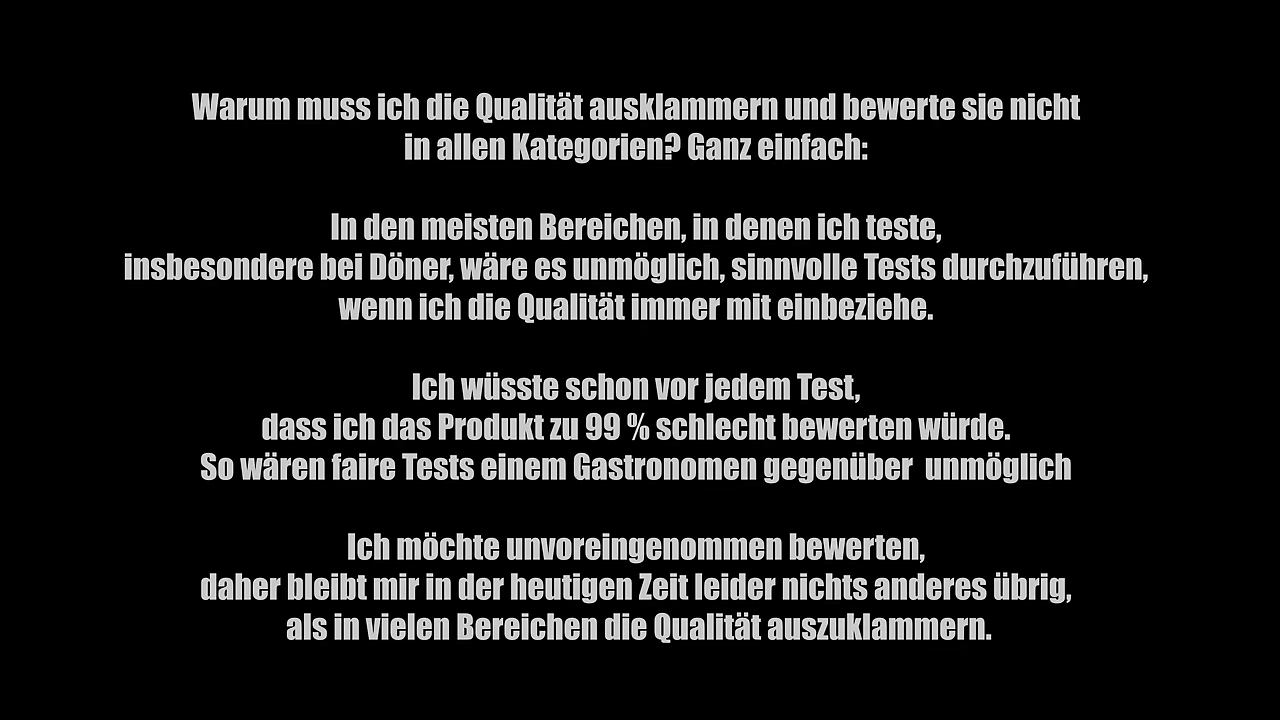 Warum muss ich die Qualität ausklammern und bewerte sie nicht
in allen Kategorien? Ganz einfach:
In den meisten Bereichen, in denen ich teste,
insbesondere bei Döner, wäre es unmöglich, sinnvolle Tests durchzuführen,
wenn ich die Qualität immer mit einbeziehe.
Ich wüsste schon vor jedem Test,
dass ich das Produkt zu 99 % schlecht bewerten würde.
So wären faire Tests einem Gastronomen gegenüber  unmöglich
Ich möchte unvoreingenommen bewerten,
daher bleibt mir in der heutigen Zeit leider nichts anderes übrig,
als in vielen Bereichen die Qualität auszuklammern.